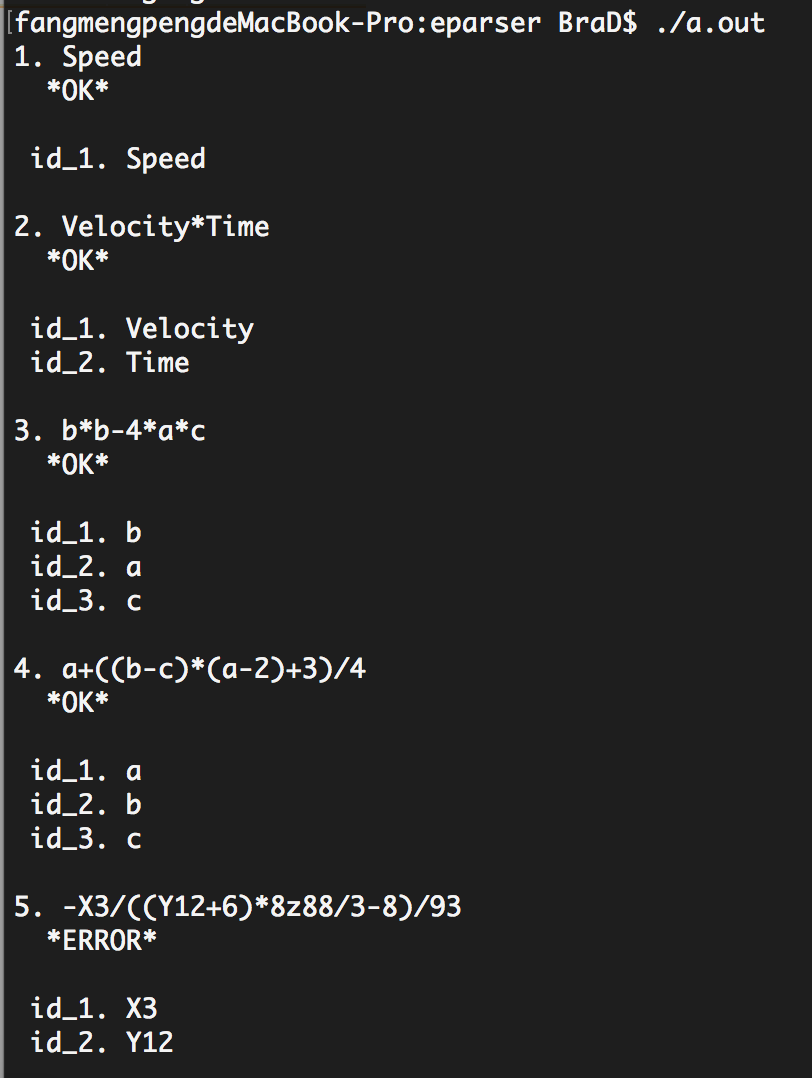 [fangmengpengdeMacBook-Pro:eparser BraD$ ./a.out
1. Speed
*OK*
id_1. Speed
2. Velocity*Time
*OK*
id_1. Velocity
id_2. Time
3. b*b-4*a*c
*OK*
id_1. b
id_2. a
id_3. c
4. a+((b-c)*(a-2)+3)/4
*OK*
id_1. a
id_2. b
id_3. c
5. -X3/((Y12+6)*8z88/3-8)/93
*ERROR*
id_1. X3
id_2. Y12